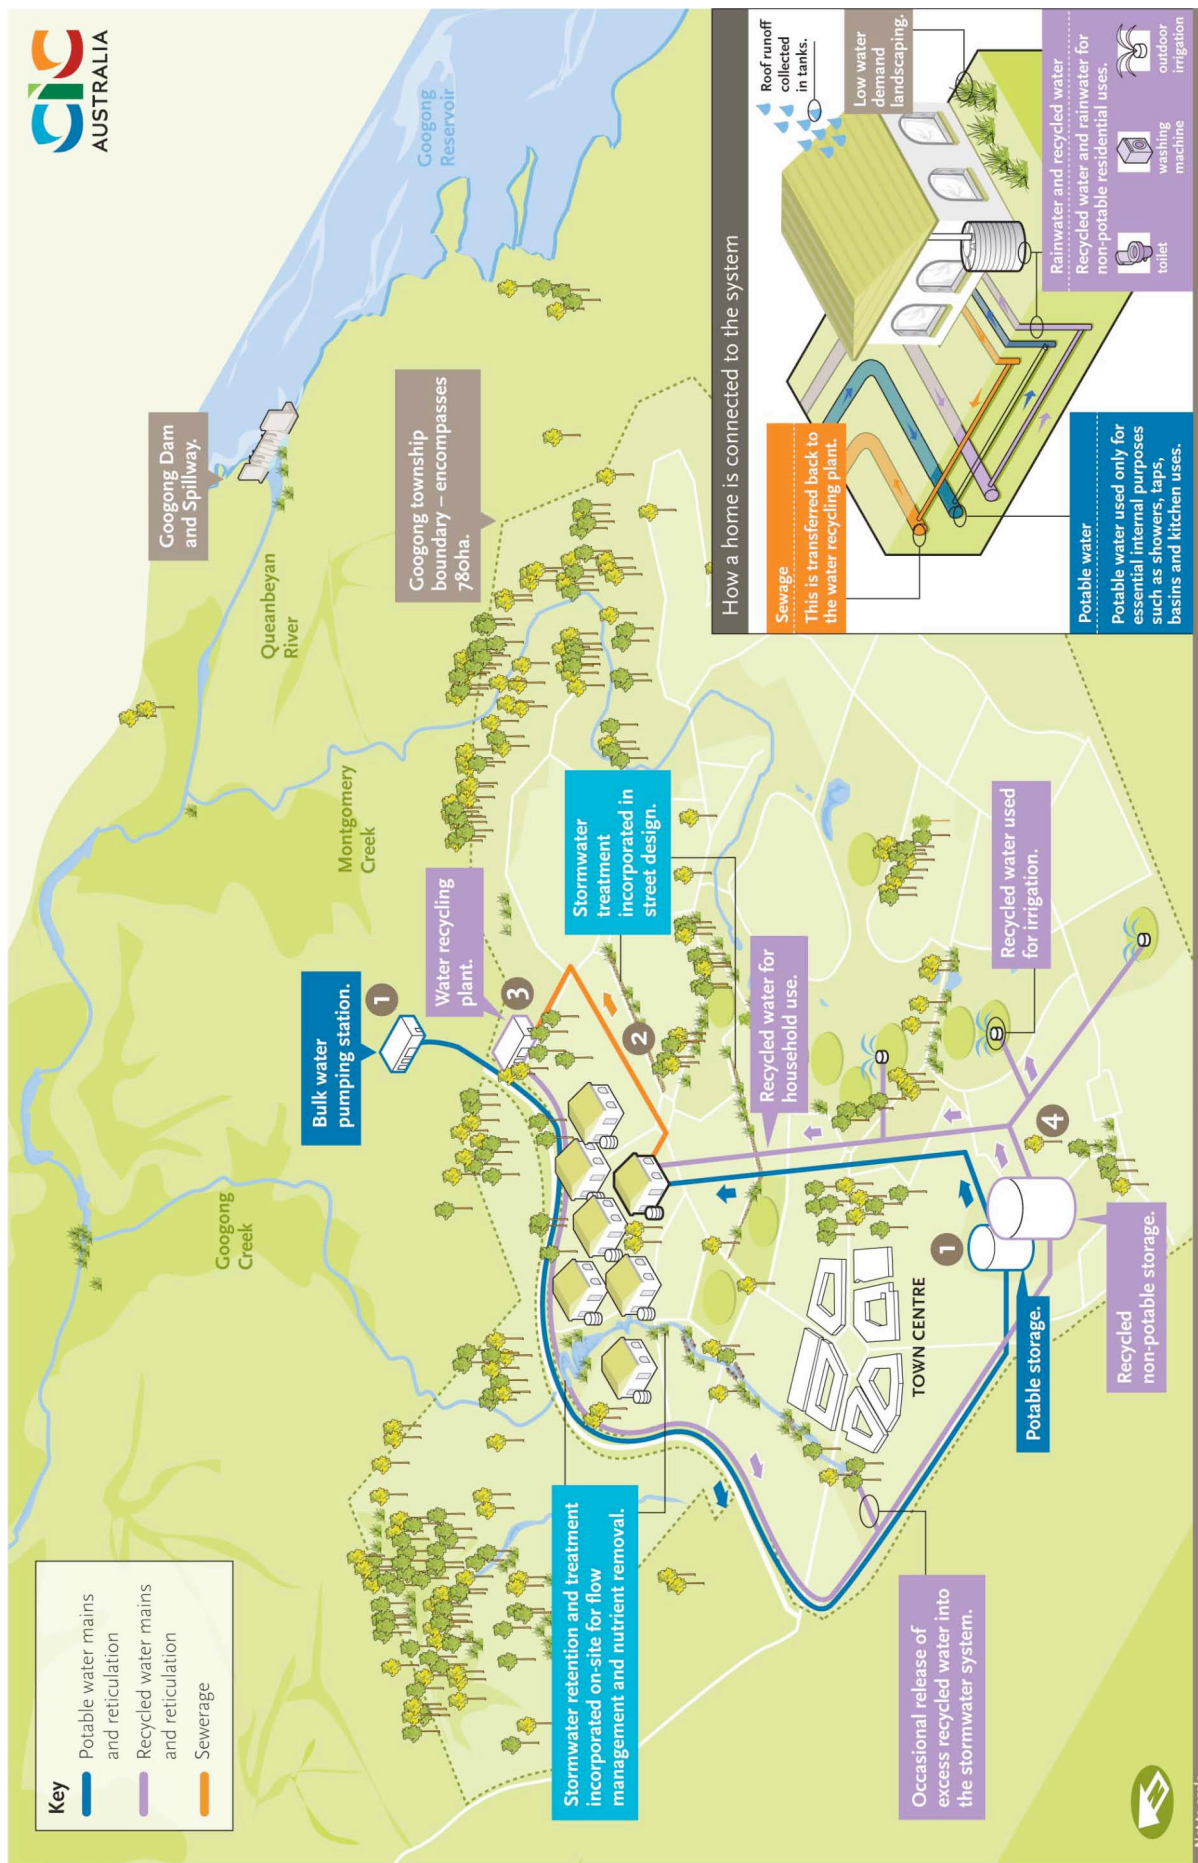 Key
Potable water mains
and reticulation
Recycled water mains
and reticulation
Sewerage
cic
AUSTRALIA
Googong Dam
and Spillway.
Googong
Reservoir
Queanbeyan
River
Googong township
boundary – encompasses
780ha.
Montgomery
Creek
Googong
Creek
Bulk water
pumping station.
1
Water recycling
plant.
3
Stormwater
treatment
incorporated in
street design.
2
Stormwater retention and treatment
incorporated on-site for flow
management and nutrient removal.
Recycled water for
household use.
Recycled water used
for irrigation.
4
TOWN CENTRE
1
Potable storage.
Recycled
non-potable storage.
Occasional release of
excess recycled water into
the stormwater system.
How a home is connected to the system
Sewage
This is transferred back to
the water recycling plant.
Roof runoff
collected
in tanks.
Low water
demand
landscaping.
Potable water
Potable water used only for
essential internal purposes
such as showers, taps,
basins and kitchen uses.
Rainwater and recycled water
Recycled water and rainwater for
non-potable residential uses.
toilet
washing
machine
outdoor
irrigation